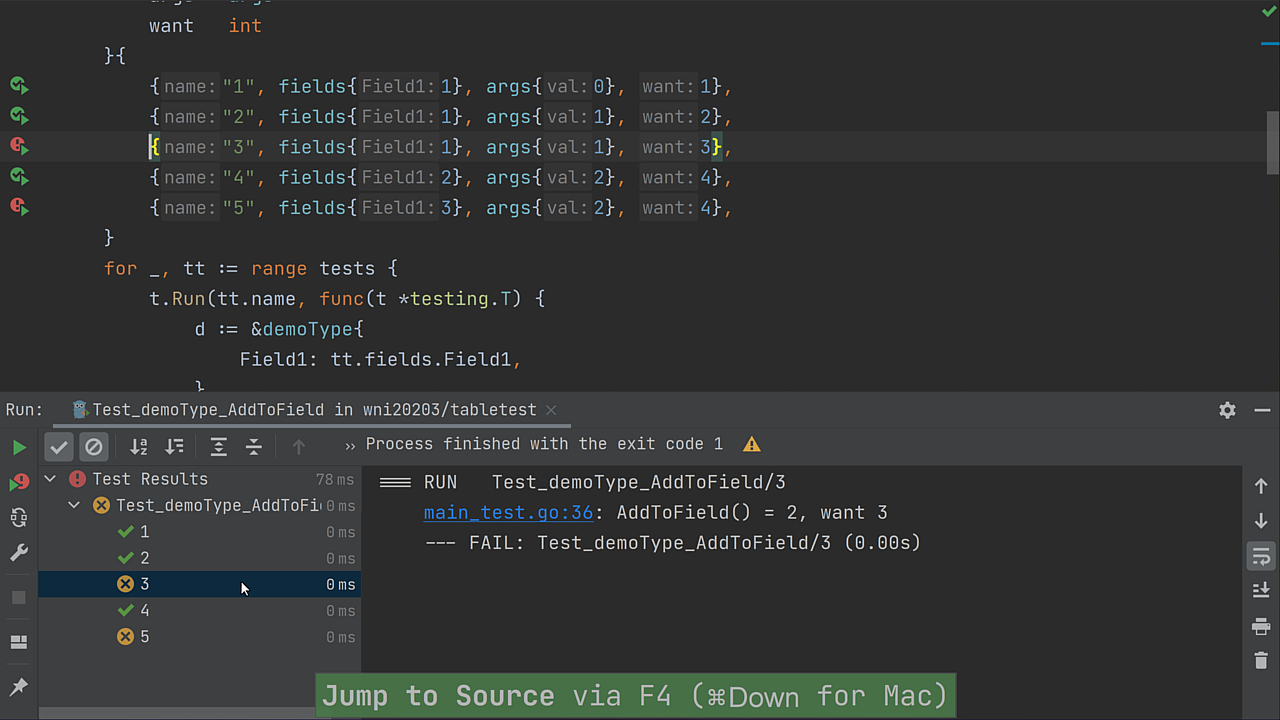 want   int
}{
{name: "1", fields{Field1: 1}, args{val: 0}, want: 1},
{name: "2", fields{Field1: 1}, args{val: 1}, want: 2},
{name: "3", fields{Field1: 1}, args{val: 1}, want: 3},
{name: "4", fields{Field1: 2}, args{val: 2}, want: 4},
{name: "5", fields{Field1: 3}, args{val: 2}, want: 4},
}
for _, tt := range tests {
t.Run(tt.name, func(t *testing.T) {
d := &demoType{
Field1: tt.fields.Field1,
}
Run: Test_demoType_AddToField in wni20203/tabletest
›› Process finished with the exit code 1
Test Results 78 ms
Test_demoType_AddToFi 0 ms
1 0 ms
2 0 ms
3 0 ms
4 0 ms
5 0 ms
=== RUN   Test_demoType_AddToField/3
main_test.go:36: AddToField() = 2, want 3
--- FAIL: Test_demoType_AddToField/3 (0.00s)
9
Jump to Source via F4 (⌘Down for Mac)